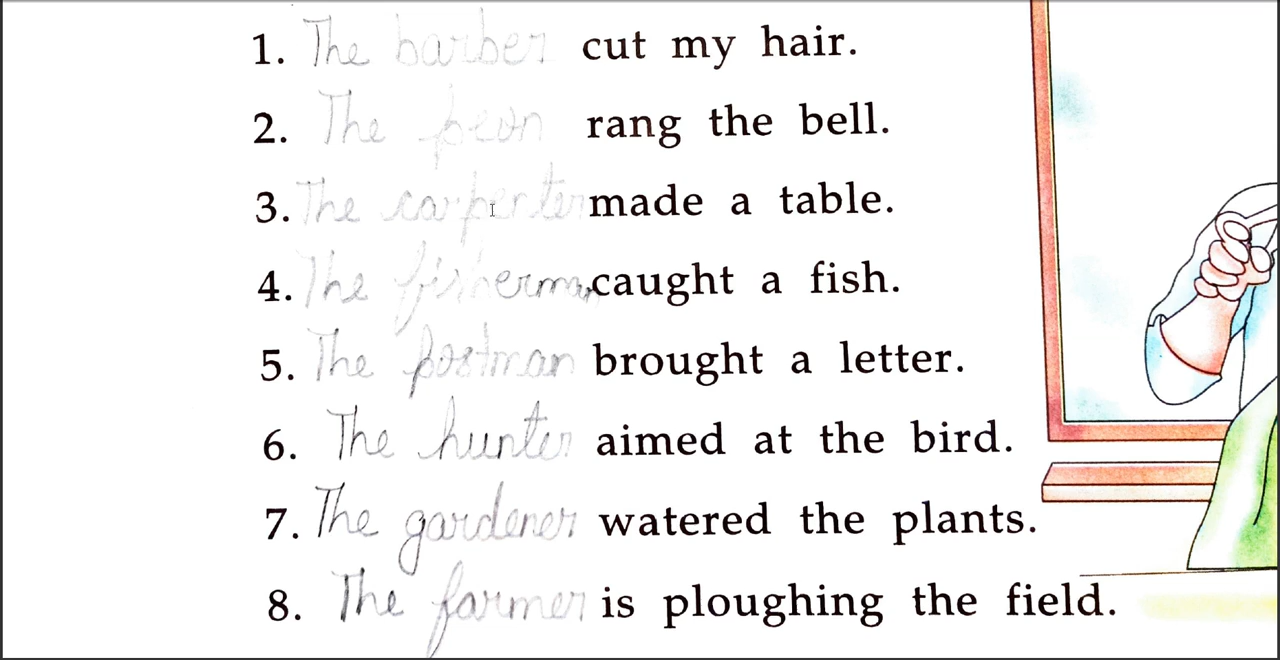 1. The barber cut my hair.
2. The peon rang the bell.
3. The carpenter made a table.
4. The fisherman caught a fish.
5. The postman brought a letter.
6. The hunter aimed at the bird.
7. The gardener watered the plants.
8. The farmer is ploughing the field.